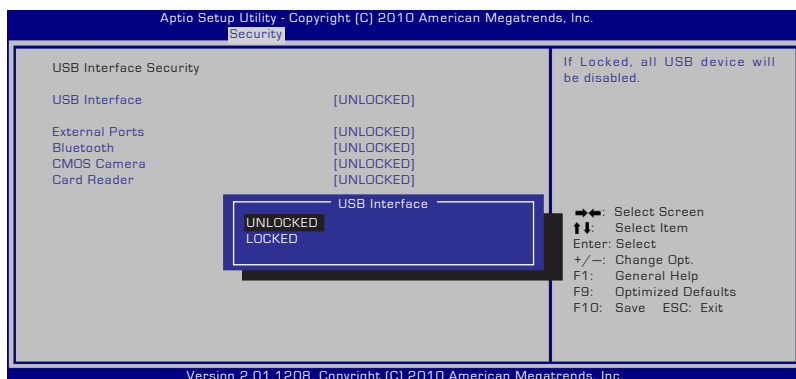 Aptio Setup Utility - Copyright (C) 2010 American Megatrends, Inc.
Security
USB Interface Security
USB Interface [UNLOCKED]
External Ports [UNLOCKED]
Bluetooth [UNLOCKED]
CMOS Camera [UNLOCKED]
Card Reader [UNLOCKED]
USB Interface
UNLOCKED
LOCKED
If Locked, all USB device will
be disabled.
→←: Select Screen
↑↓: Select Item
Enter: Select
+/—: Change Opt.
F1: General Help
F9: Optimized Defaults
F10: Save ESC: Exit
Version 2.01.1208. Copyright (C) 2010 American Megatrends, Inc.